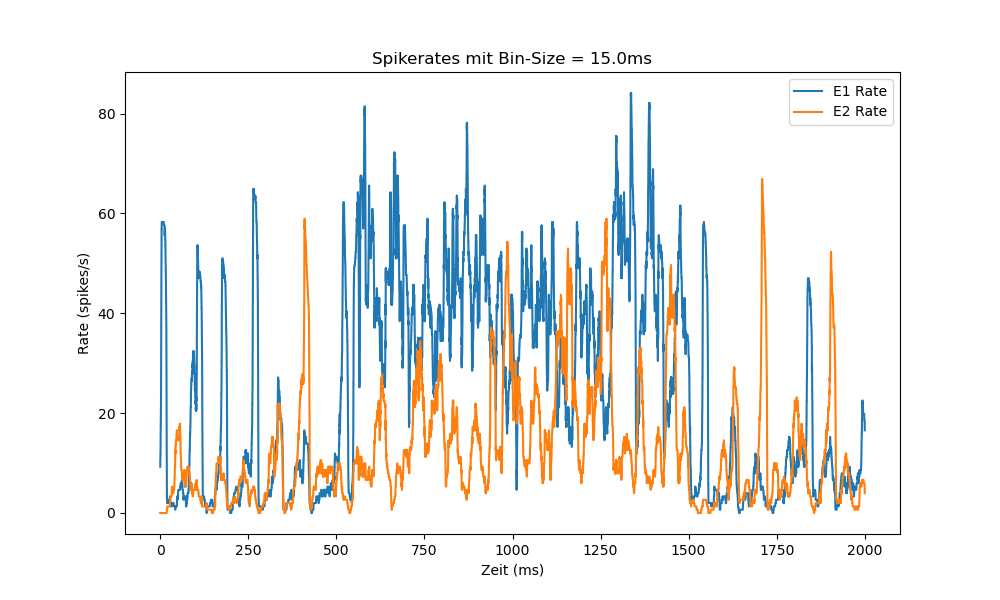 Spikerates mit Bin-Size = 15.0ms
E1 Rate
E2 Rate
80
60
40
20
0
Rate (spikes/s)
0 250 500 750 1000 1250 1500 1750 2000
Zeit (ms)